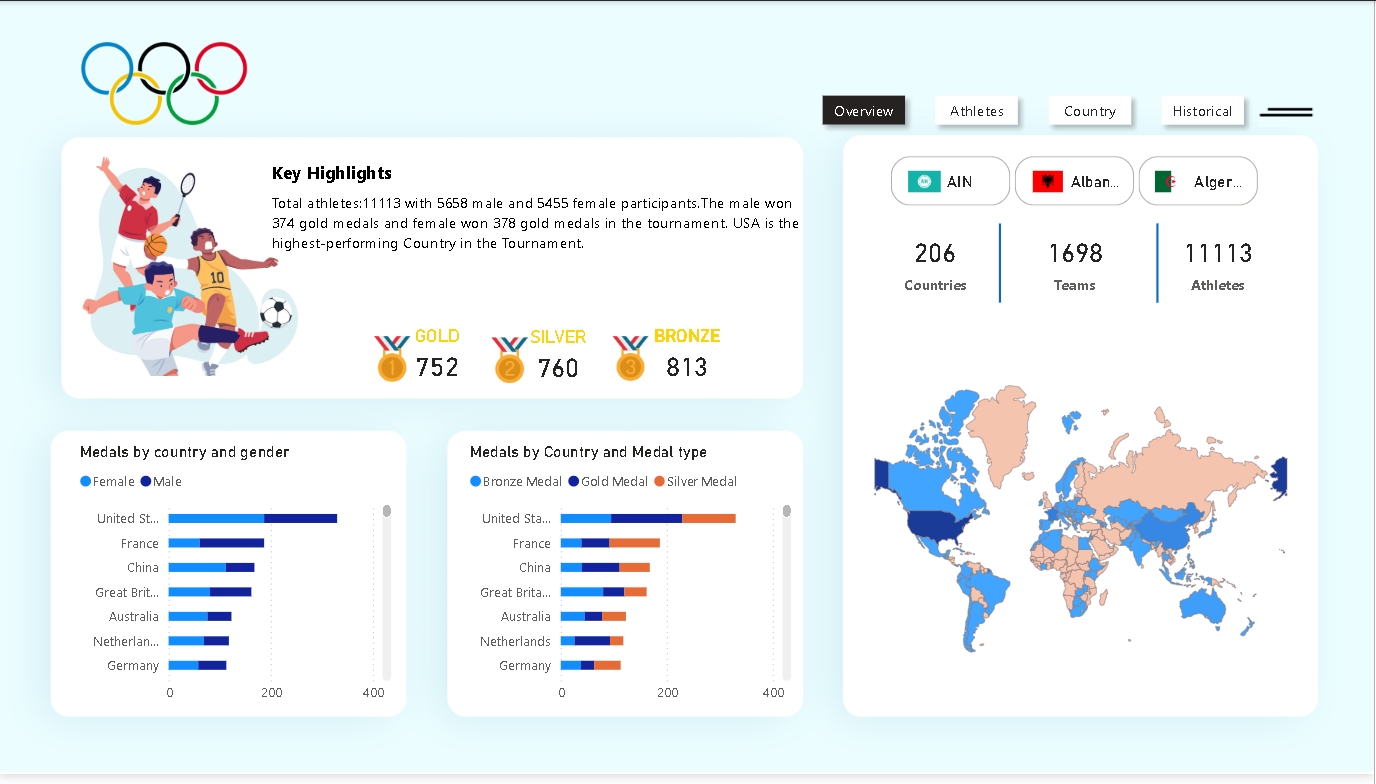 Overview Athletes Country Historical
Key Highlights
Total athletes:11113 with 5658 male and 5455 female participants.The male won
374 gold medals and female won 378 gold medals in the tournament. USA is the
highest-performing Country in the Tournament.
10
GOLD SILVER BRONZE
1 752 2 760 3 813
AIN Alban... Alger...
206 1698 11113
Countries Teams Athletes
Medals by country and gender
Female Male
United St...
France
China
Great Brit...
Australia
Netherlan...
Germany
0 200 400
Medals by Country and Medal type
Bronze Medal Gold Medal Silver Medal
United Sta...
France
China
Great Brita...
Australia
Netherlands
Germany
0 200 400